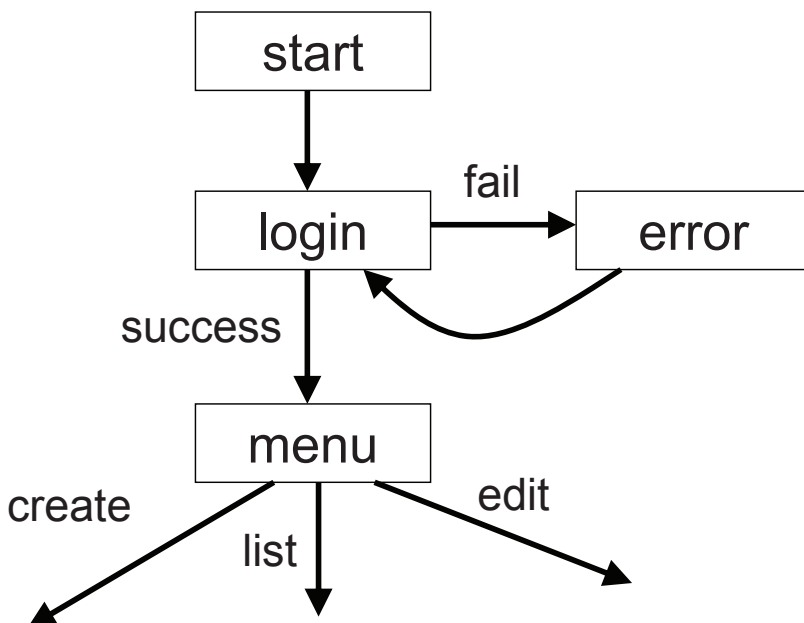 start
fail
login
error
success
menu
create
edit
list